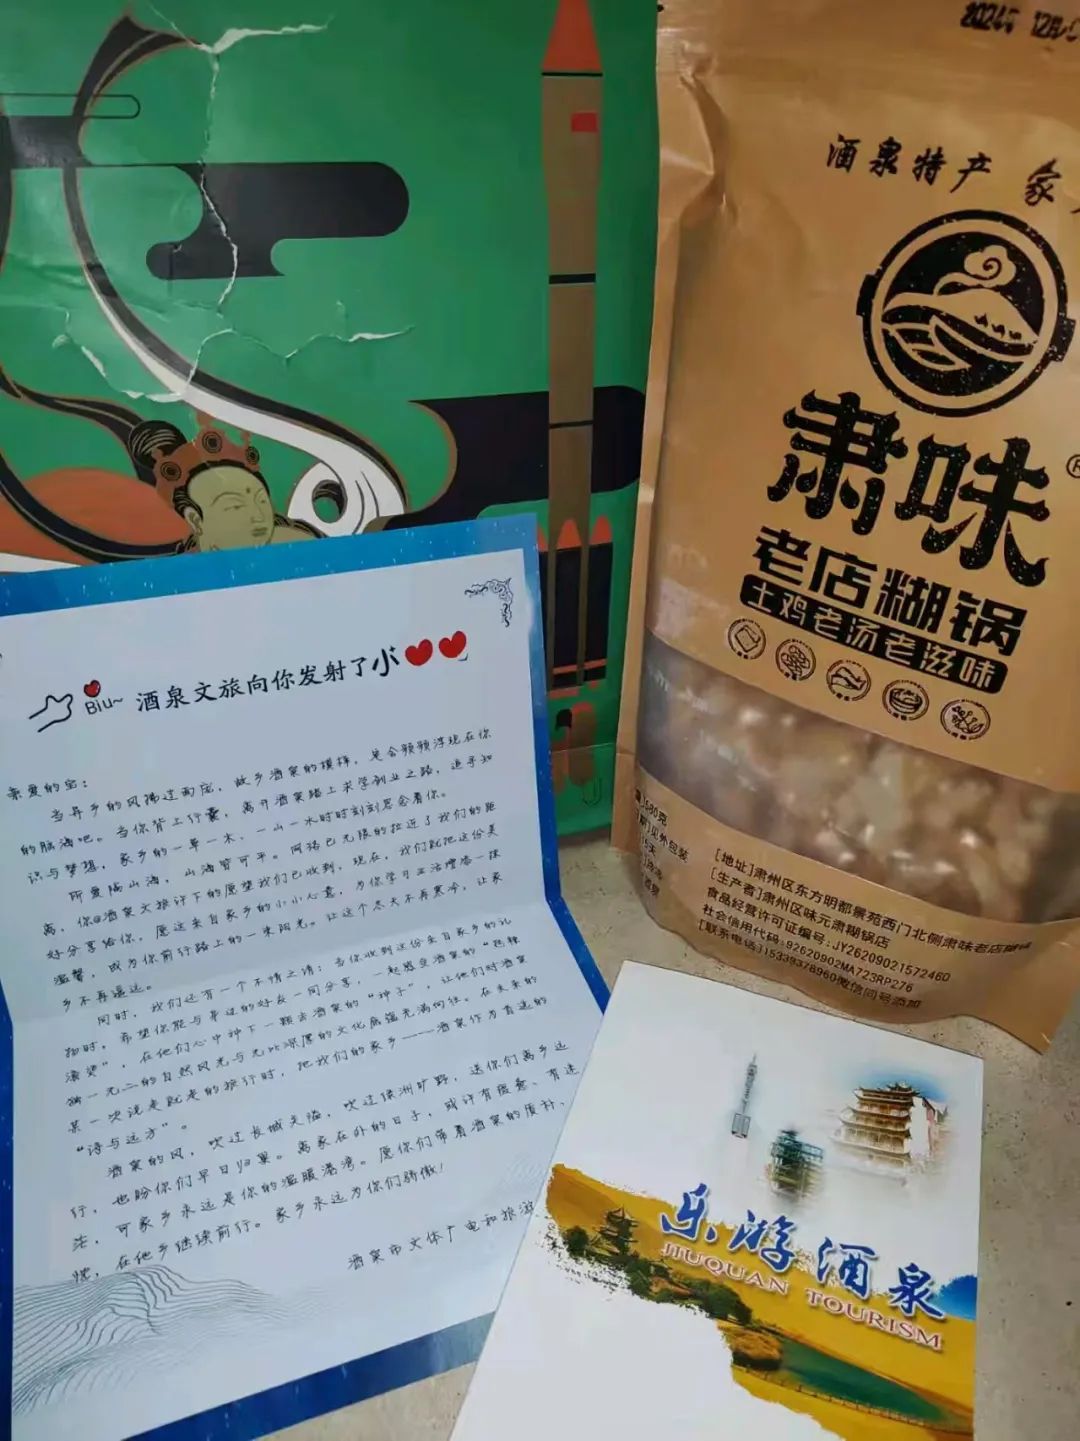 酒泉特产 家
肃味
老店糊锅
土鸡老汤老滋味
680克
[地址]肃州区东方明都景苑西门北侧肃味老店糊锅
[生产者]肃州区味元肃糊锅店
食品经营许可证编号:JY26209021572460
社会信用代码:92620902MA723RP276
[联系电话]15339378960微信同号添加
Biu~ 酒泉文旅向你发射了小
亲爱的宝:
当异乡的风拂过雨窗,故乡酒泉的模样,总会频频浮现在你
的脑海吧。当你背上行囊,离开酒泉踏上求学创业之路,追寻知
识与梦想,家乡的一草一木、一山一水时时刻刻思念着你。
所爱隔山海,山海皆可平。网络已无限的拉近了我们的距
离,你@酒泉文旅许下的愿望我们已收到,现在,我们就把这份美
好分享给你,愿这来自家乡的小小心意,为你学习生活增添一抹
温馨,成为你前行路上的一束阳光。让这个冬天不再寒冷,让家
乡不再遥远。
同时,我们还有一个不情之请:当你收到这份来自家乡的礼
物时,希望你能与身边的好友一同分享,一起感受酒泉的“热辣
滚烫”,在他们心中种下一颗去酒泉的“种子”,让他们对酒泉
独一无二的自然风光与无比深厚的文化底蕴充满向往。在未来的
某一次说走就走的旅行时,把我们的家乡——酒泉作为首选的
“诗与远方”。
酒泉的风,吹过长城关隘,吹过绿洲旷野,送你们离乡远
行,也盼你们早日归巢。离家在外的日子,或许有疲惫、有迷
茫,可家乡永远是你的温暖港湾。愿你们带着酒泉的质朴、
在他乡继续前行。家乡永远为你们骄傲!
酒泉市文体广电和旅游
乐游酒泉
JIUQUAN TOURISM